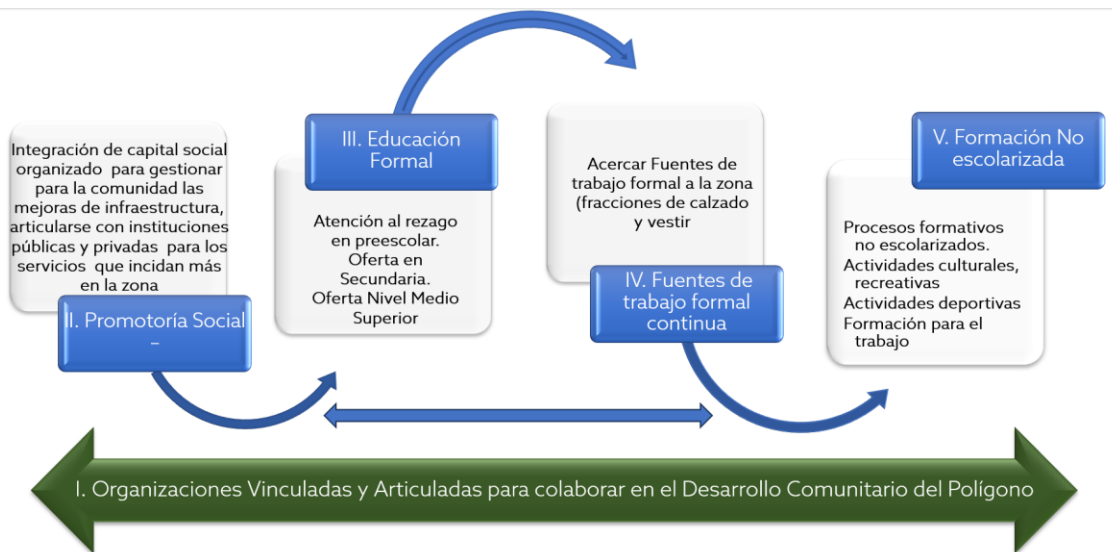 Integración de capital social
organizado para gestionar
para la comunidad las
mejoras de infraestructura,
articularse con instituciones
públicas y privadas para los
servicios que incidan más
en la zona
II. Promotoría Social
–
III. Educación
Formal
Atención al rezago
en preescolar.
Oferta en
Secundaria.
Oferta Nivel Medio
Superior
Acercar Fuentes de
trabajo formal a la zona
(fracciones de calzado
y vestir
IV. Fuentes de
trabajo formal
continua
V. Formación No
escolarizada
Procesos formativos
no escolarizados.
Actividades culturales,
recreativas
Actividades deportivas
Formación para el
trabajo
I. Organizaciones Vinculadas y Articuladas para colaborar en el Desarrollo Comunitario del Polígono